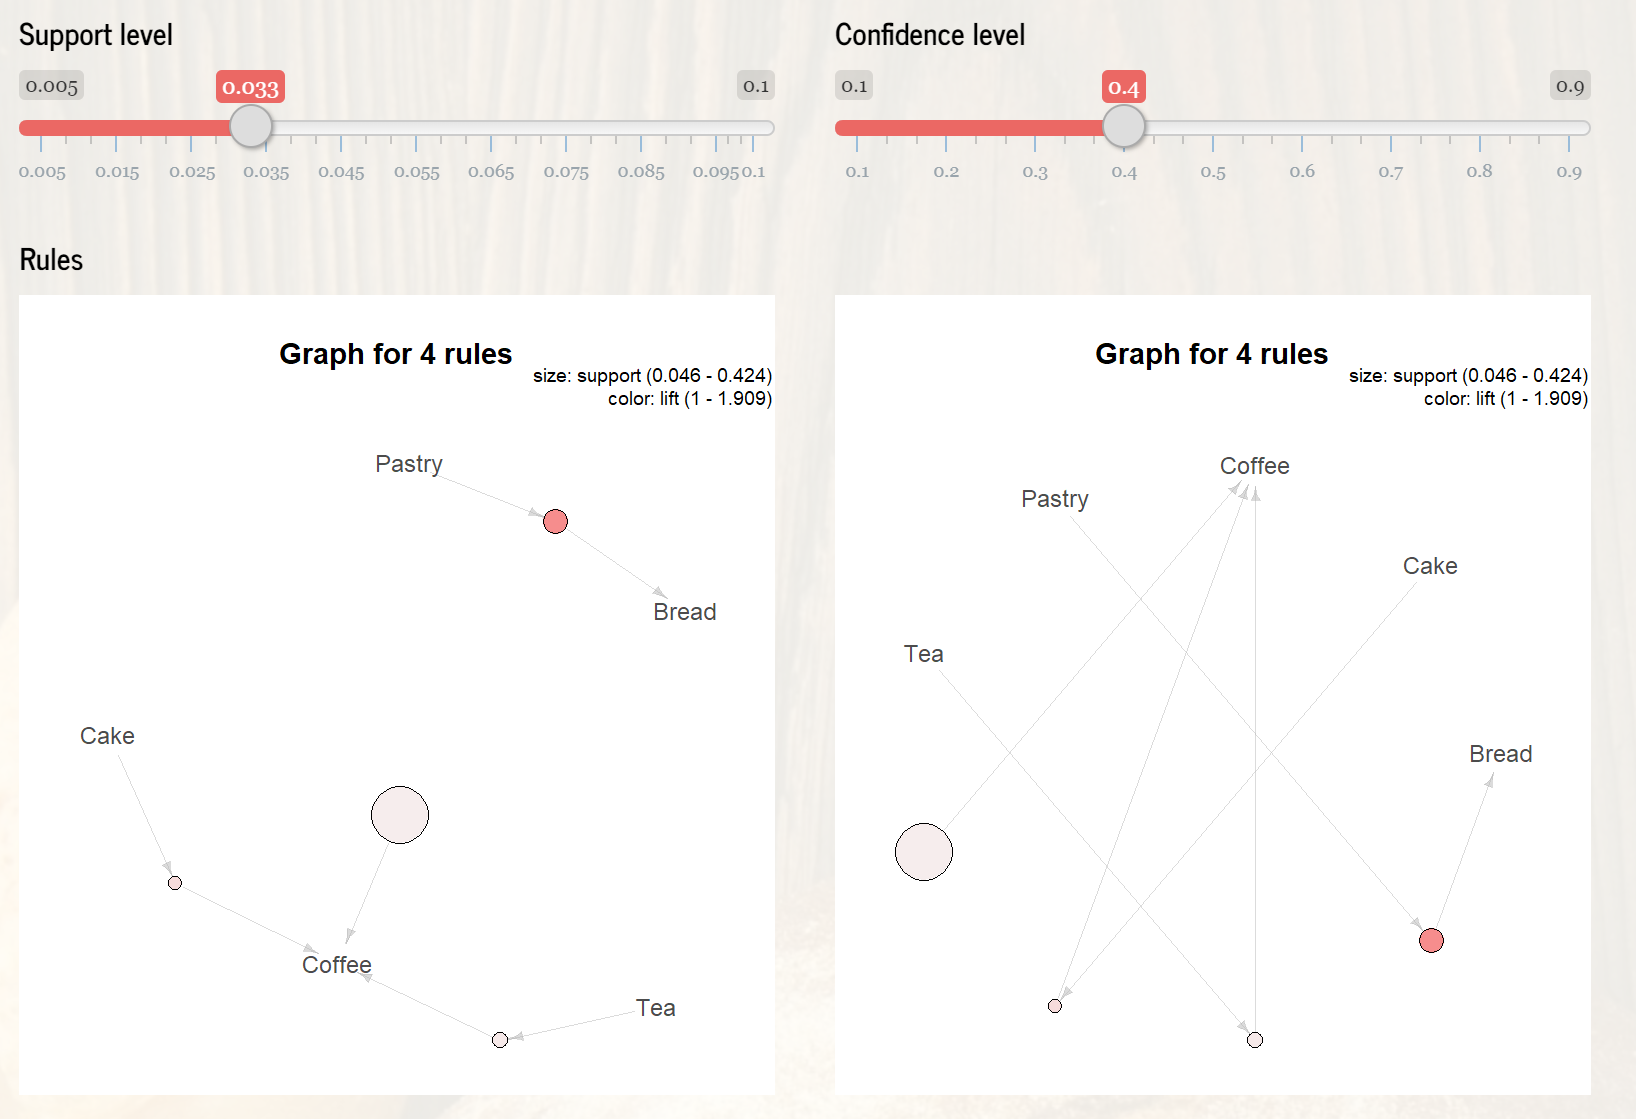 Support level
0.005
0.033
0.1
0.005 0.015 0.025 0.035 0.045 0.055 0.065 0.075 0.085 0.095 0.1
Confidence level
0.1
0.4
0.9
0.1 0.2 0.3 0.4 0.5 0.6 0.7 0.8 0.9
Rules
Graph for 4 rules
size: support (0.046 - 0.424)
color: lift (1 - 1.909)
Pastry
Bread
Cake
Coffee
Tea
Graph for 4 rules
size: support (0.046 - 0.424)
color: lift (1 - 1.909)
Coffee
Pastry
Cake
Tea
Bread